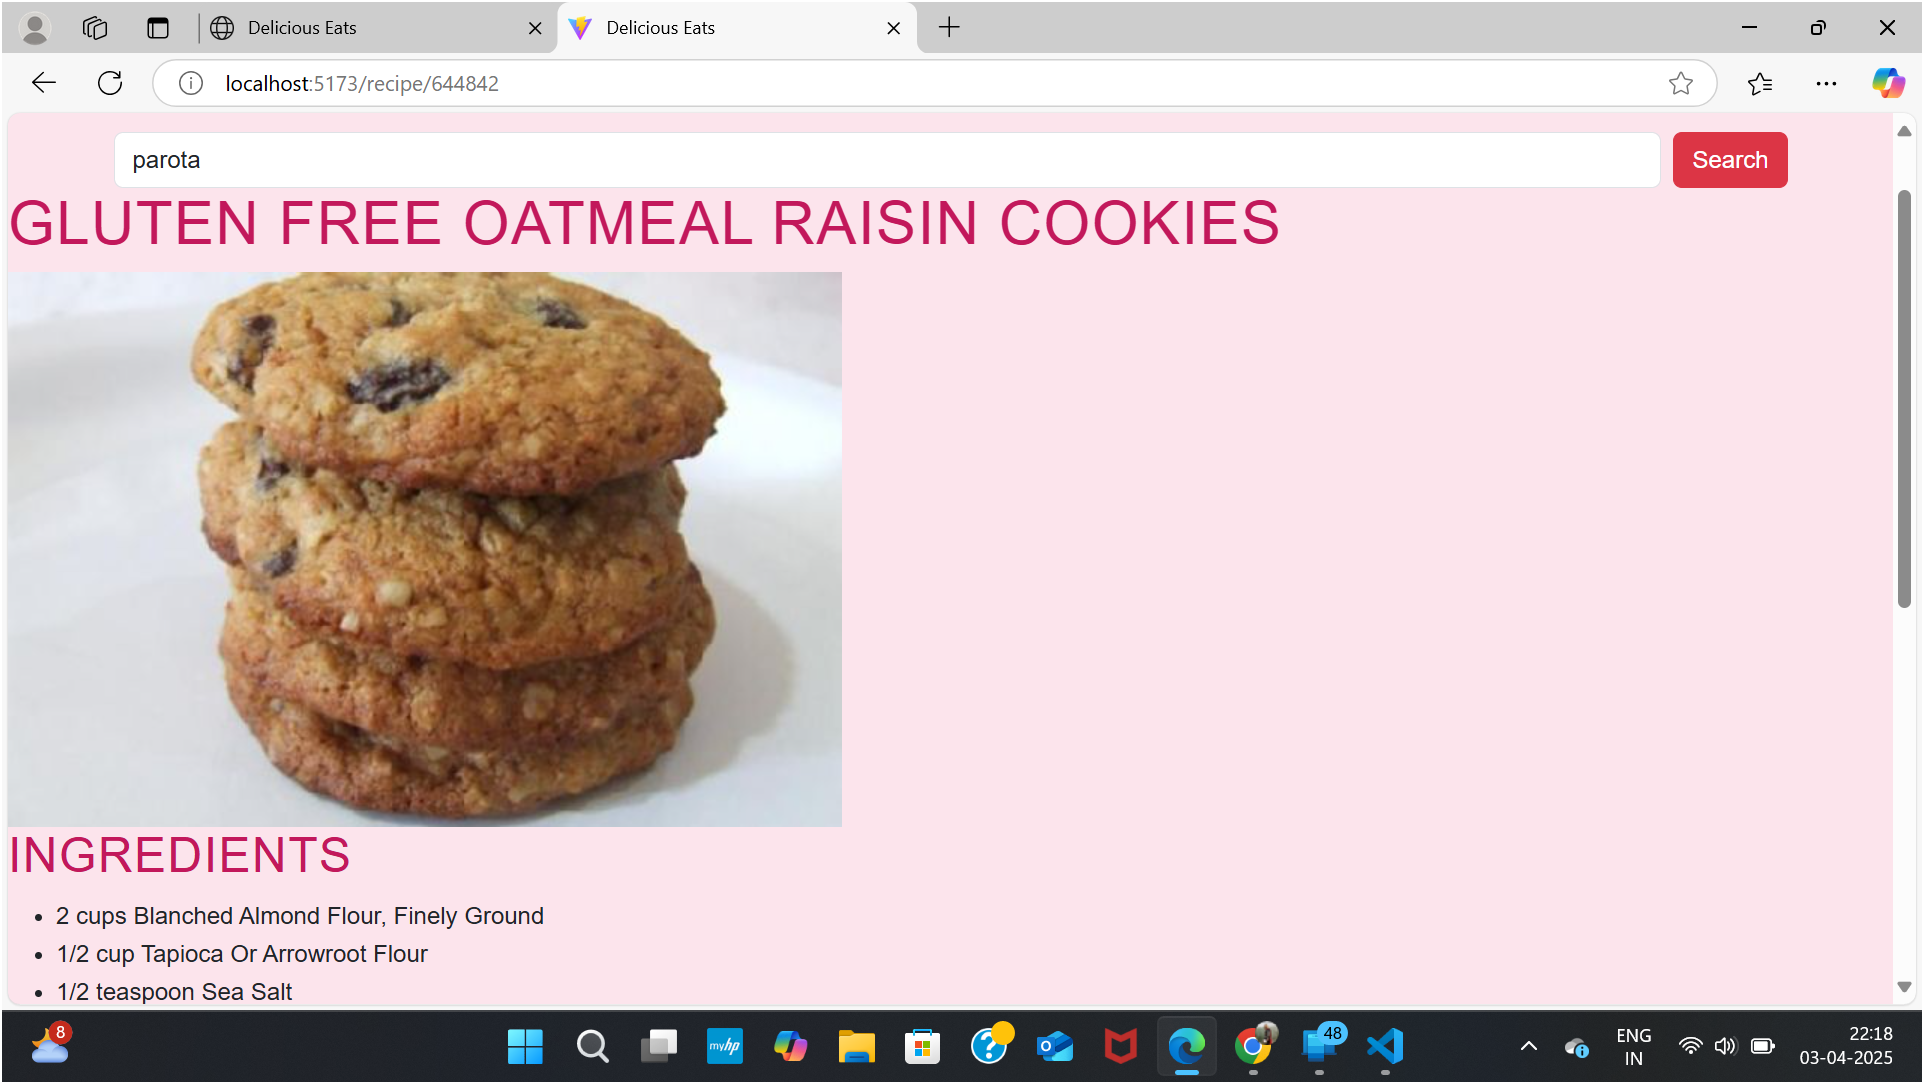 Delicious Eats
Delicious Eats
localhost:5173/recipe/644842
parota
Search
GLUTEN FREE OATMEAL RAISIN COOKIES
INGREDIENTS
• 2 cups Blanched Almond Flour, Finely Ground
• 1/2 cup Tapioca Or Arrowroot Flour
• 1/2 teaspoon Sea Salt
8
myhp
48
ENG
IN
22:18
03-04-2025